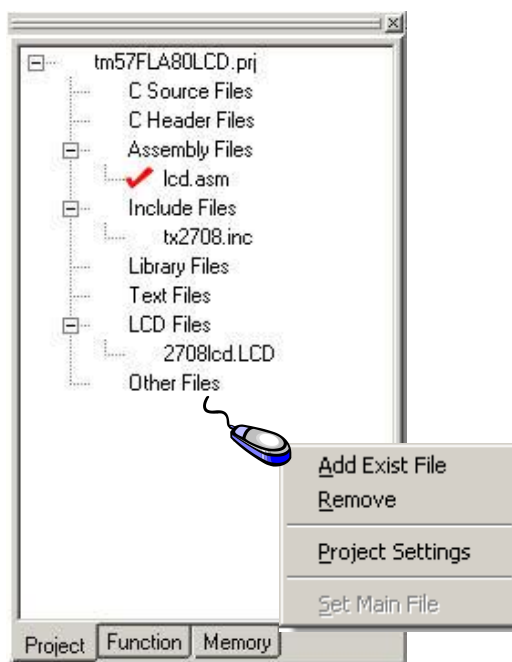 tm57FLA80LCD.prj
C Source Files
C Header Files
Assembly Files
lcd.asm
Include Files
tx2708.inc
Library Files
Text Files
LCD Files
2708lcd.LCD
Other Files
Add Exist File
Remove
Project Settings
Set Main File
Project Function Memory